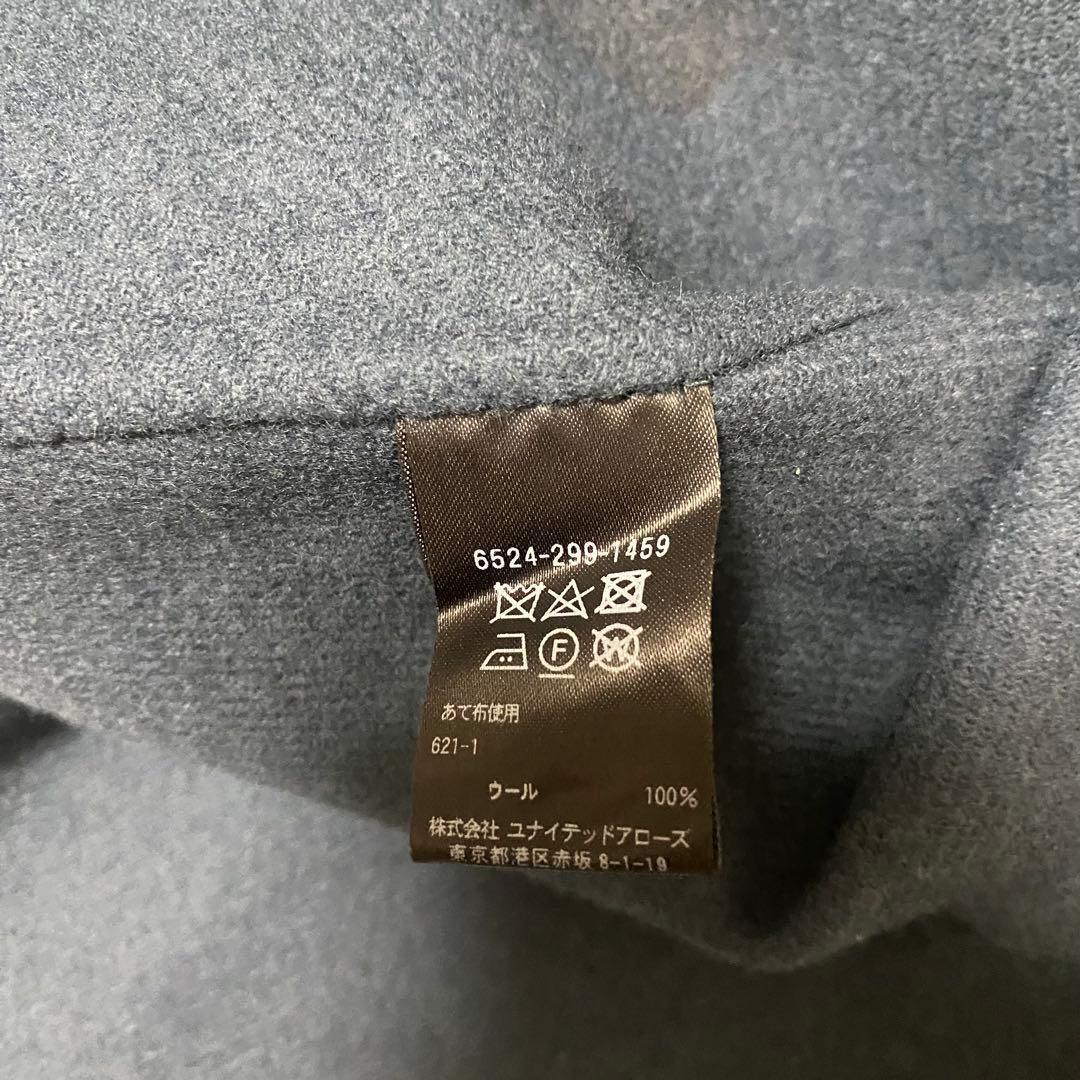 6524-299-1459
F W
あて布使用
621-1
ウール 100%
株式会社 ユナイテッドアローズ
東京都港区赤坂 8-1-19